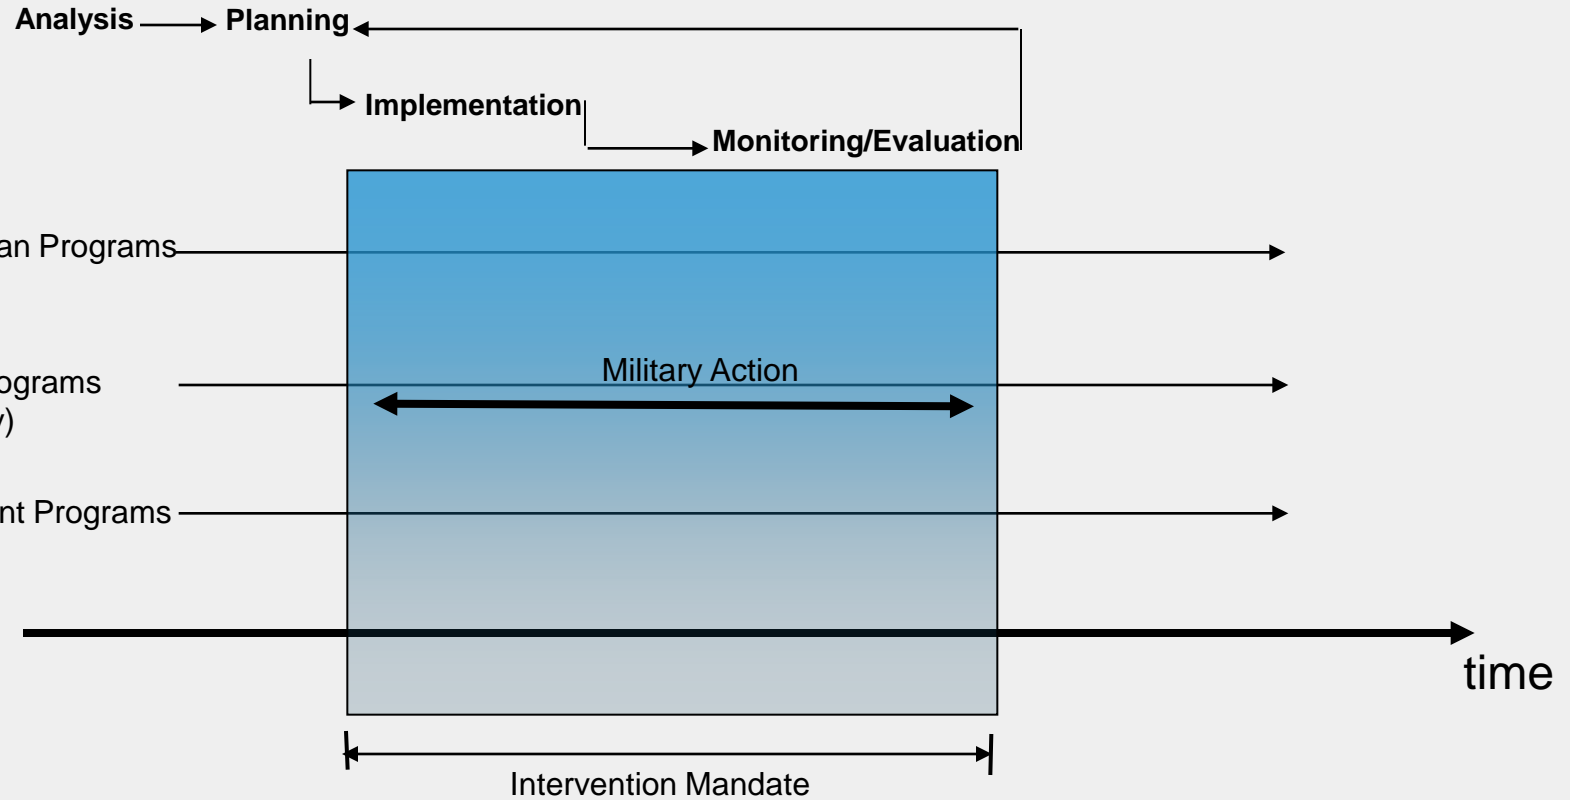 Analysis
Planning
Implementation
Monitoring/Evaluation
an Programs
Military Action
ograms
)
nt Programs
time
Intervention Mandate